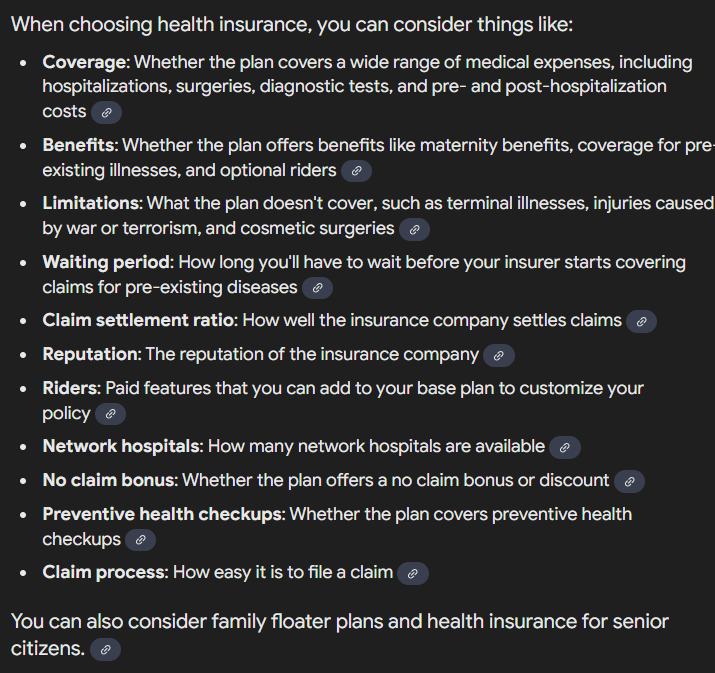 When choosing health insurance, you can consider things like:
• Coverage: Whether the plan covers a wide range of medical expenses, including
hospitalizations, surgeries, diagnostic tests, and pre- and post-hospitalization
costs
• Benefits: Whether the plan offers benefits like maternity benefits, coverage for pre-
existing illnesses, and optional riders
• Limitations: What the plan doesn't cover, such as terminal illnesses, injuries caused
by war or terrorism, and cosmetic surgeries
• Waiting period: How long you'll have to wait before your insurer starts covering
claims for pre-existing diseases
• Claim settlement ratio: How well the insurance company settles claims
• Reputation: The reputation of the insurance company
• Riders: Paid features that you can add to your base plan to customize your
policy
• Network hospitals: How many network hospitals are available
• No claim bonus: Whether the plan offers a no claim bonus or discount
• Preventive health checkups: Whether the plan covers preventive health
checkups
• Claim process: How easy it is to file a claim
You can also consider family floater plans and health insurance for senior
citizens.